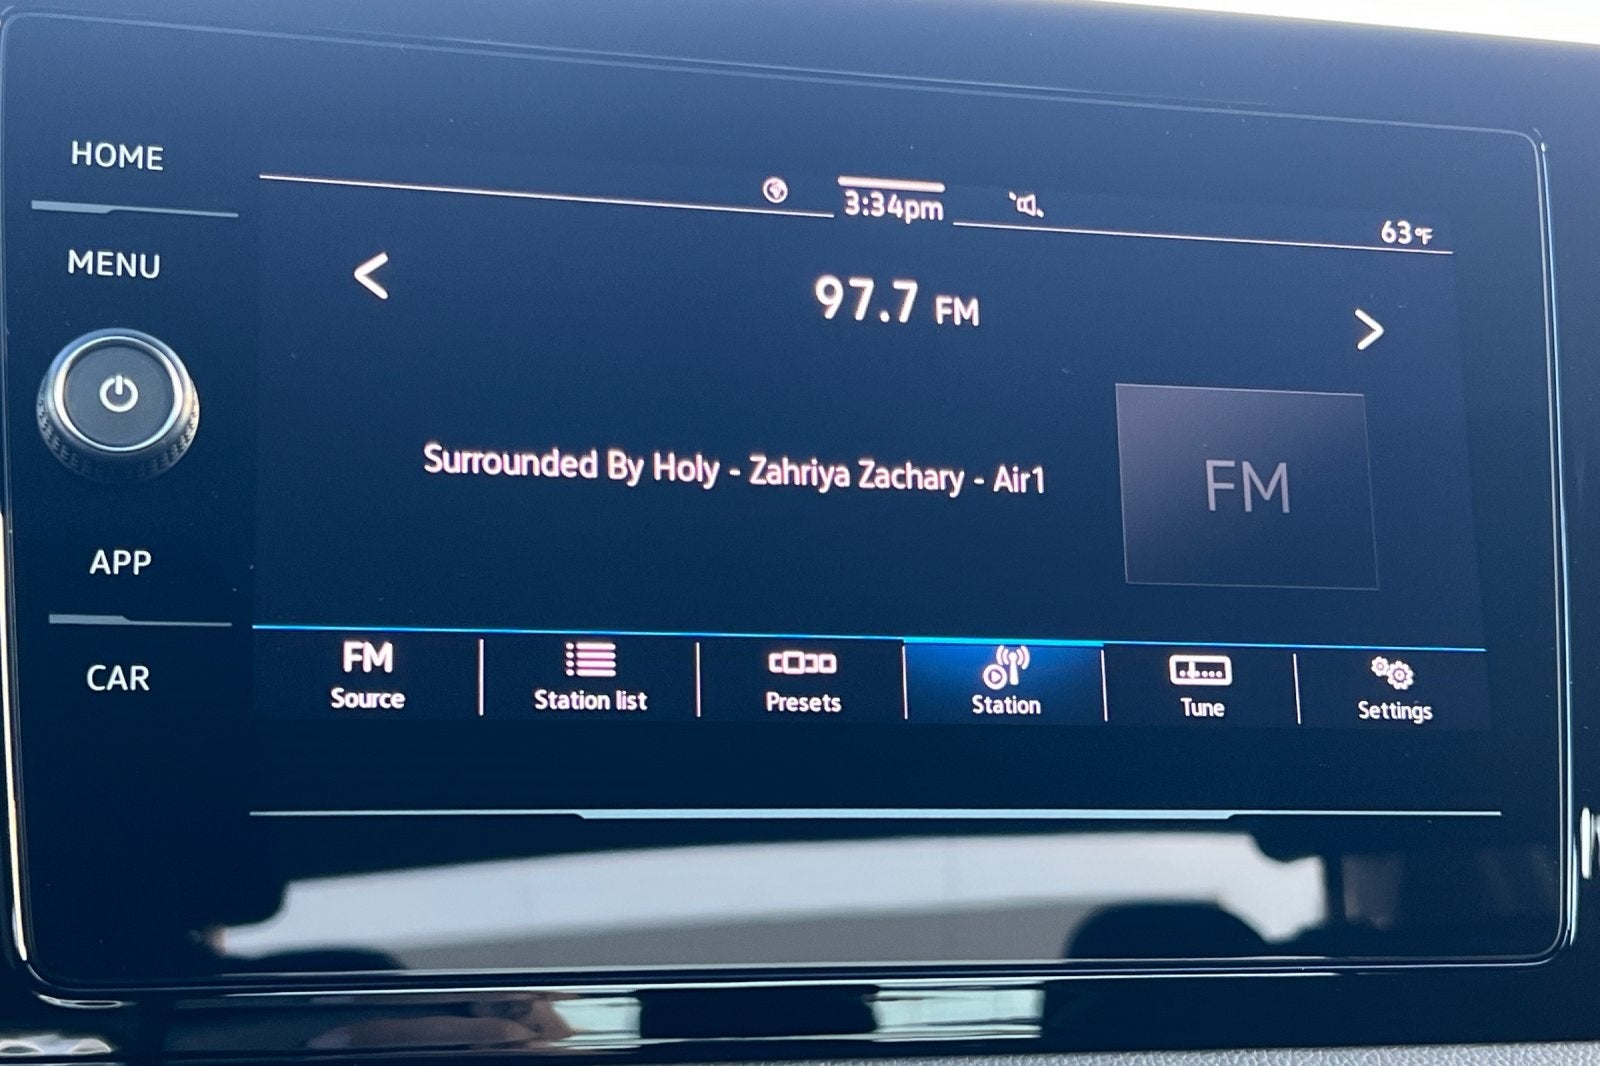 HOME
MENU
APP
CAR
3:34pm
63°F
97.7 FM
Surrounded By Holy - Zahriya Zachary - Air1
FM
FM
Source
Station list
Presets
Station
Tune
Settings